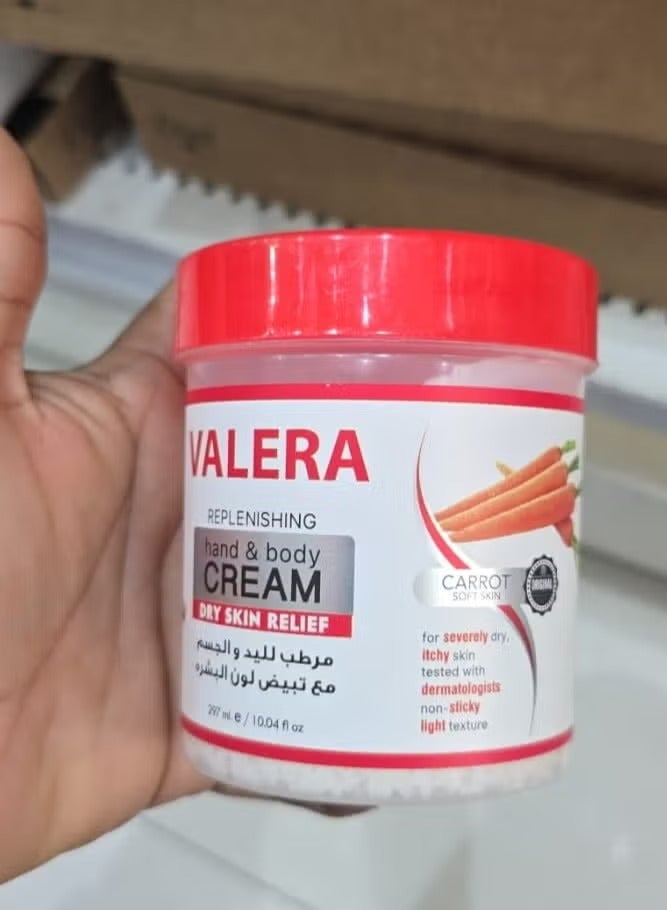 VALERA
REPLENISHING
hand & body
CREAM
DRY SKIN RELIEF
مرطب لليد والجسم
مع تبيض لون البشره
297 ml. e / 10.04 fl oz
CARROT
SOFT SKIN
ORIGINAL
for severely dry,
itchy skin
tested with
dermatologists
non-sticky
light texture